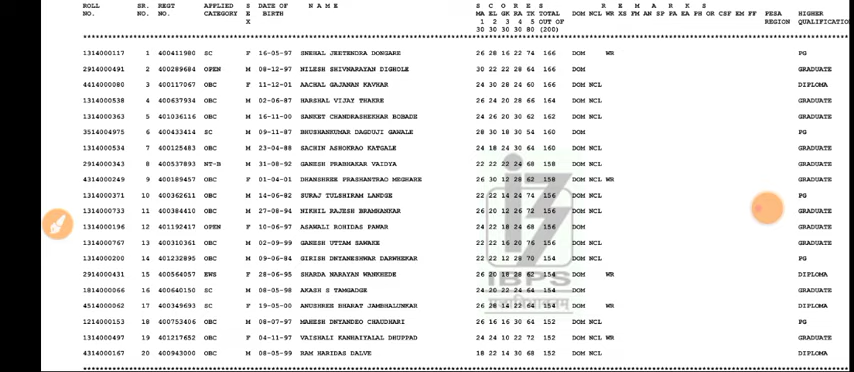 ROLL SR. REGT APPLIED S DATE OF N A M E S C O R E S R E M A R K S
NO. NO. NO. CATEGORY E BIRTH MA EL GK RA TK TOTAL DOM NCL WR XS FM AN SP PA EA PH OR CSF EM FF PESA HIGHER
X 1 2 3 4 5 OUT OF REGION QUALIFICATION
30 30 30 30 80 (200)
1314000117 1 400411980 SC F 16-05-97 SNEHAL JEETENDRA DONGARE 26 28 16 22 74 166 DOM WR PG
2914000491 2 400289684 OPEN M 08-12-97 NILESH SHIVNARAYAN DIGHOLE 30 22 22 28 64 166 DOM GRADUATE
4414000080 3 400117067 OBC F 11-12-01 AACHAL GAJANAN KAVHAR 24 30 28 24 60 166 DOM NCL DIPLOMA
1314000538 4 400637934 OBC M 02-06-87 HARSHAL VIJAY THAKRE 26 24 20 28 66 164 DOM NCL GRADUATE
1314000363 5 401036116 OBC M 16-11-00 SANKET CHANDRASHEKHAR BOBADE 24 26 20 30 62 162 DOM NCL GRADUATE
3514004975 6 400433414 SC M 09-11-87 BHUSHANKUMAR DAGDUJI GAWALE 28 30 18 30 54 160 DOM PG
1314000534 7 400125483 OBC M 23-04-88 SACHIN ASHOKRAO KATGALE 24 18 24 30 64 160 DOM NCL GRADUATE
2914000343 8 400537893 NT-B M 31-08-92 GANESH PRABHAKAR VAIDYA 22 22 22 24 68 158 DOM NCL GRADUATE
4314000249 9 400189457 OBC F 01-04-01 DHANSHREE PRASHANTRAO MEGHARE 26 30 12 28 62 158 DOM NCL WR GRADUATE
1314000371 10 400362611 OBC M 14-06-82 SURAJ TULSHIRAM LANDGE 22 22 14 24 74 156 DOM NCL PG
1314000733 11 400384410 OBC M 27-08-94 NIKHIL RAJESH BRAMHANKAR 26 20 12 26 72 156 DOM NCL GRADUATE
1314000196 12 401192417 OPEN F 10-06-97 ASAWALI ROHIDAS PAWAR 24 22 18 24 68 156 DOM GRADUATE
1314000767 13 400310361 OBC M 02-09-99 GANESH UTTAM SAWAKE 22 22 16 20 76 156 DOM NCL GRADUATE
1314000200 14 401232895 OBC M 09-06-84 GIRISH DNYANESHWAR DARWHEKAR 22 22 12 28 70 154 DOM NCL PG
2914000431 15 400564057 EWS F 28-06-95 SHARDA NARAYAN WANKHEDE 26 20 18 28 62 154 DOM WR DIPLOMA
1814000066 16 400640150 SC M 08-05-98 AKASH S TAMGADGE 24 20 22 24 64 154 DOM GRADUATE
4514000062 17 400349693 SC F 19-05-00 ANUSHREE BHARAT JAMBHALUNKAR 26 28 14 22 64 154 DOM WR DIPLOMA
1214000153 18 400753406 OBC M 08-07-97 MAHESH DNYANDEO CHAUDHARI 26 16 16 30 64 152 DOM NCL PG
1314000497 19 401217652 OBC F 04-11-97 VAISHALI KANHAIYALAL DHUPPAD 24 24 10 22 72 152 DOM NCL WR GRADUATE
4314000167 20 400943000 OBC M 08-05-99 RAM HARIDAS DALVE 18 22 14 30 68 152 DOM NCL DIPLOMA
IBPS